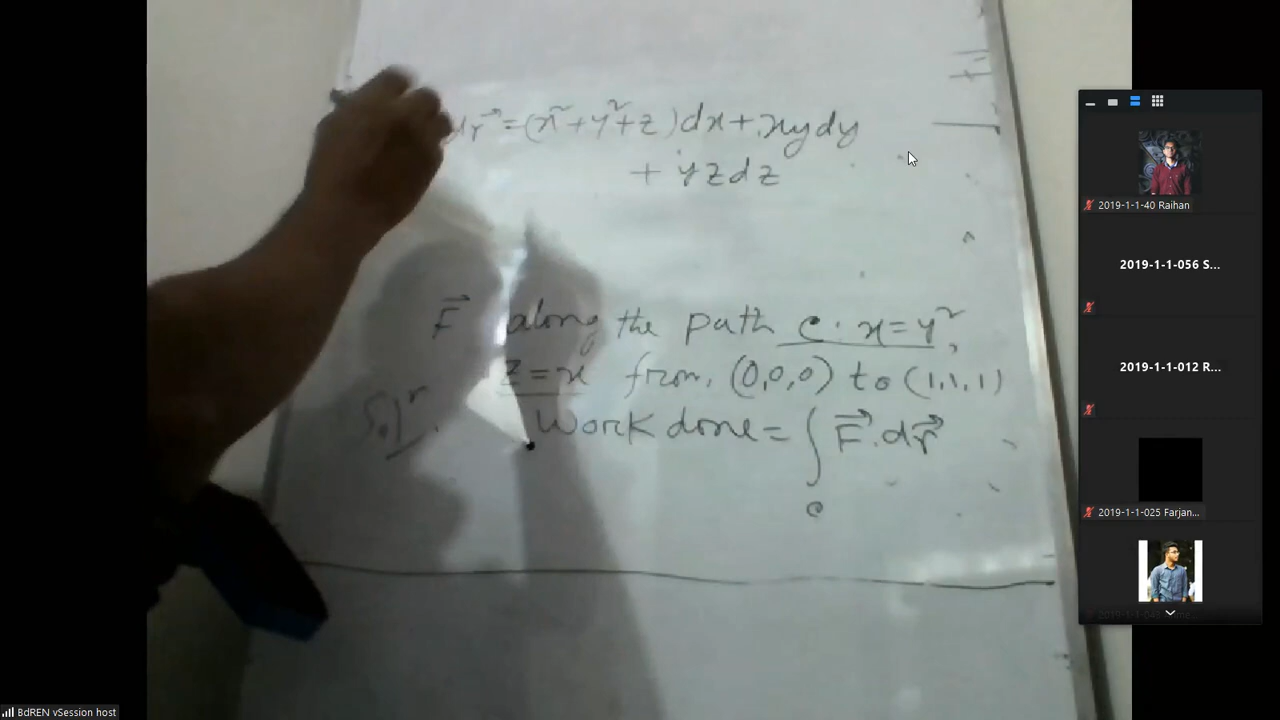 dr⃗ = (x² + y² + z) dx + xy dy
+ yz dz
F⃗ along the path C: x = y²,
z = x from (0,0,0) to (1,1,1)
Solⁿ. Work done = ∫ F⃗ . dr⃗
C
2019-1-1-40 Raihan
2019-1-1-056 S...
2019-1-1-012 R...
2019-1-1-025 Farjan...
BdREN vSession host